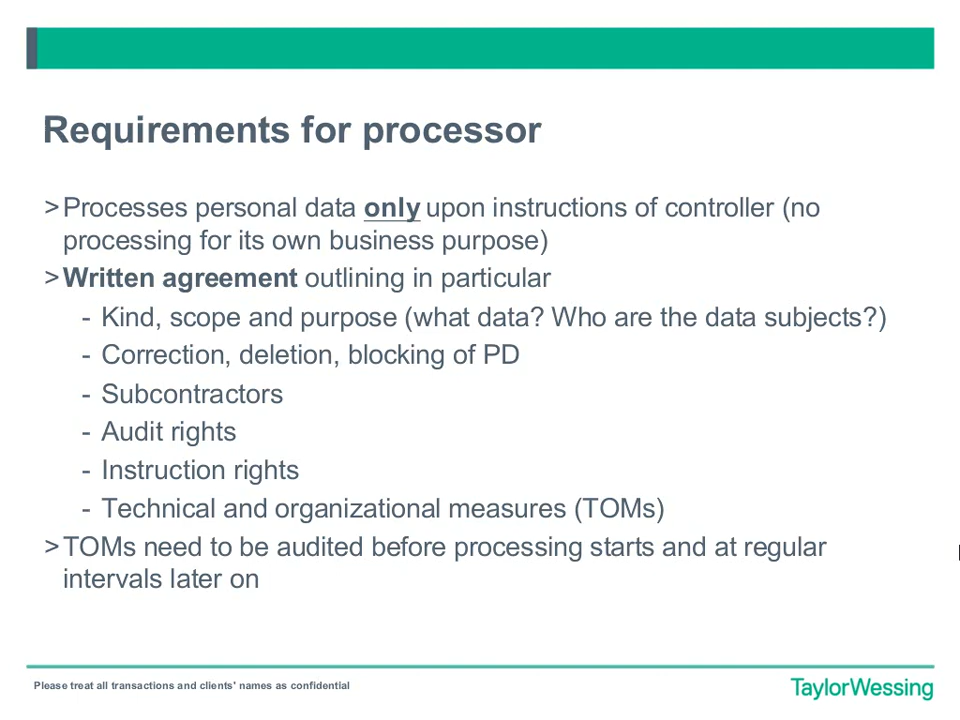 Requirements for processor
> Processes personal data only upon instructions of controller (no
processing for its own business purpose)
> Written agreement outlining in particular
- Kind, scope and purpose (what data? Who are the data subjects?)
- Correction, deletion, blocking of PD
- Subcontractors
- Audit rights
- Instruction rights
- Technical and organizational measures (TOMs)
> TOMs need to be audited before processing starts and at regular
intervals later on
Please treat all transactions and clients' names as confidential
TaylorWessing